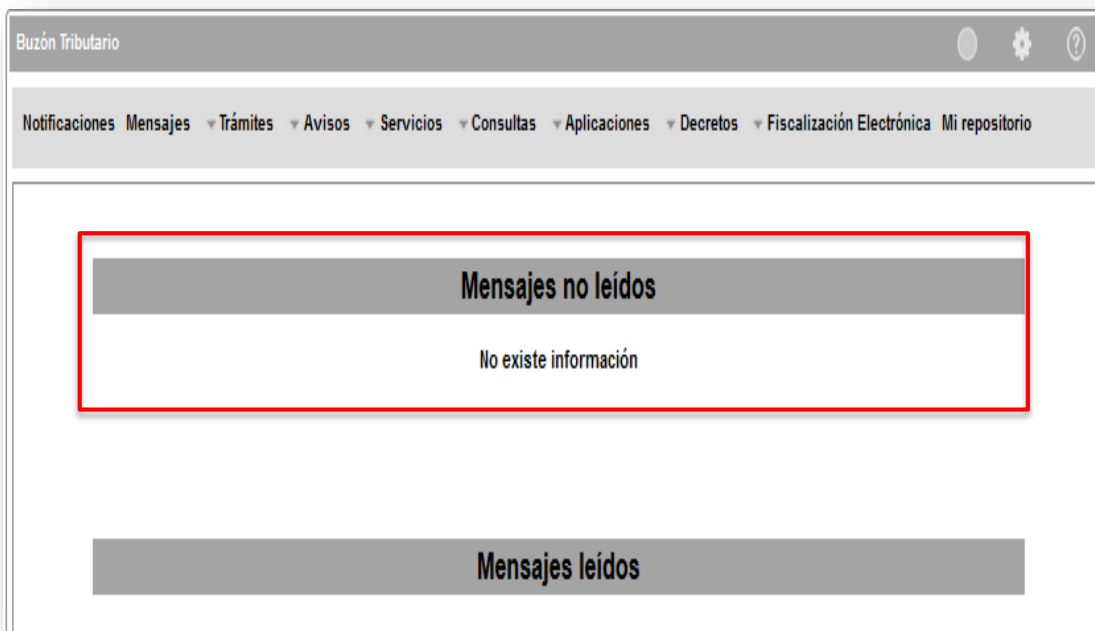 Buzón Tributario
?
Notificaciones Mensajes Trámites Avisos Servicios Consultas Aplicaciones Decretos Fiscalización Electrónica Mi repositorio
Mensajes no leídos
No existe información
Mensajes leídos